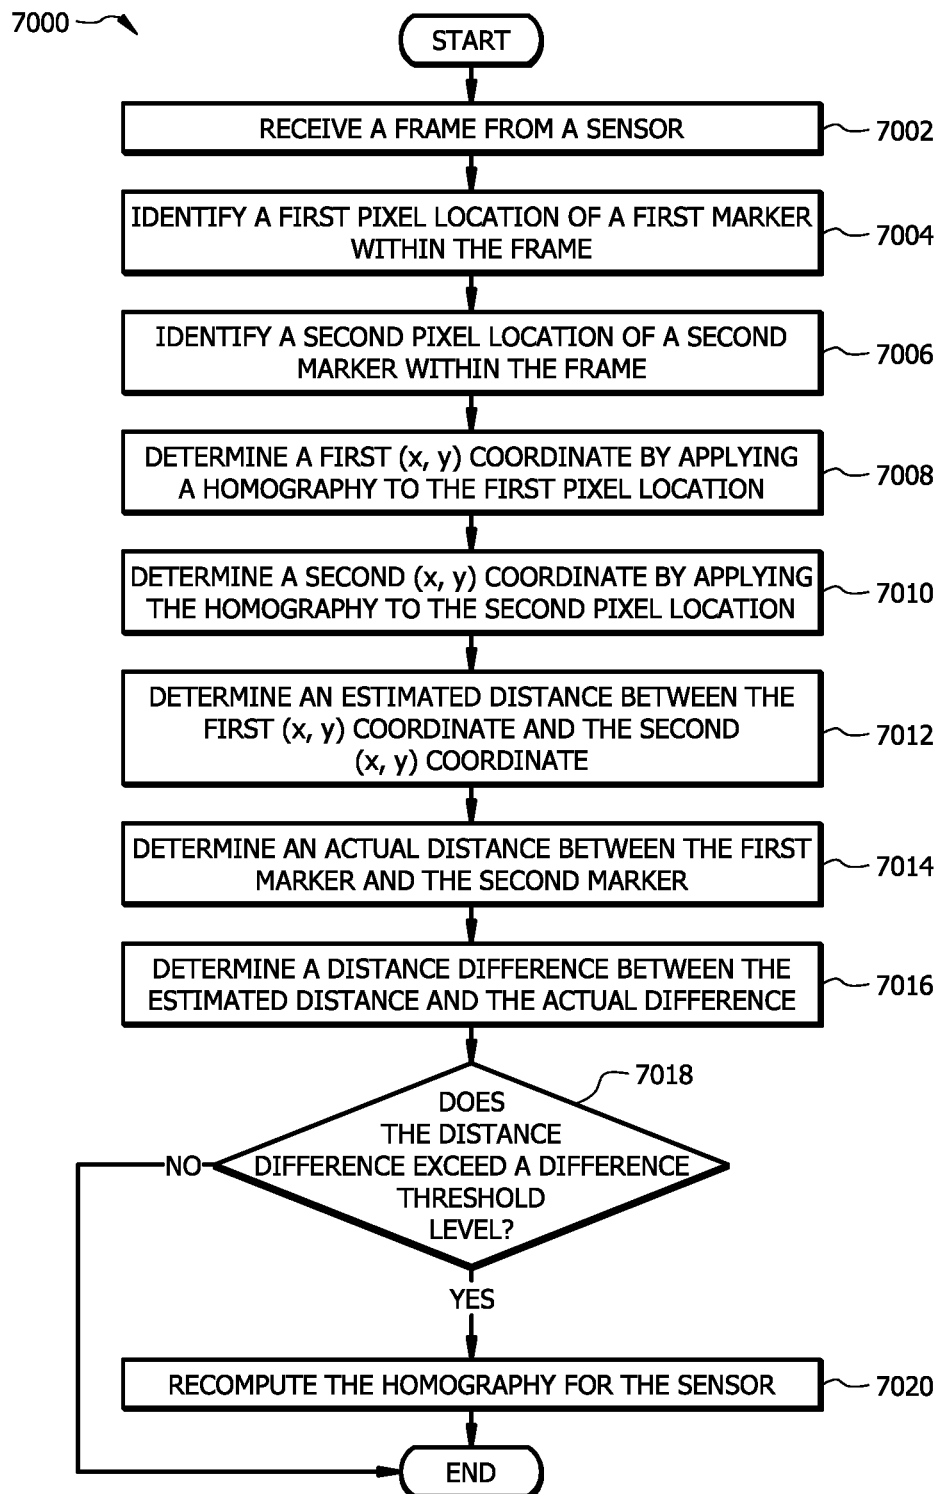 7000
START
RECEIVE A FRAME FROM A SENSOR
7002
IDENTIFY A FIRST PIXEL LOCATION OF A FIRST MARKER
WITHIN THE FRAME
7004
IDENTIFY A SECOND PIXEL LOCATION OF A SECOND
MARKER WITHIN THE FRAME
7006
DETERMINE A FIRST (x, y) COORDINATE BY APPLYING
A HOMOGRAPHY TO THE FIRST PIXEL LOCATION
7008
DETERMINE A SECOND (x, y) COORDINATE BY APPLYING
THE HOMOGRAPHY TO THE SECOND PIXEL LOCATION
7010
DETERMINE AN ESTIMATED DISTANCE BETWEEN THE
FIRST (x, y) COORDINATE AND THE SECOND
(x, y) COORDINATE
7012
DETERMINE AN ACTUAL DISTANCE BETWEEN THE FIRST
MARKER AND THE SECOND MARKER
7014
DETERMINE A DISTANCE DIFFERENCE BETWEEN THE
ESTIMATED DISTANCE AND THE ACTUAL DIFFERENCE
7016
7018
DOES
THE DISTANCE
DIFFERENCE EXCEED A DIFFERENCE
THRESHOLD
LEVEL?
NO
YES
RECOMPUTE THE HOMOGRAPHY FOR THE SENSOR
7020
END